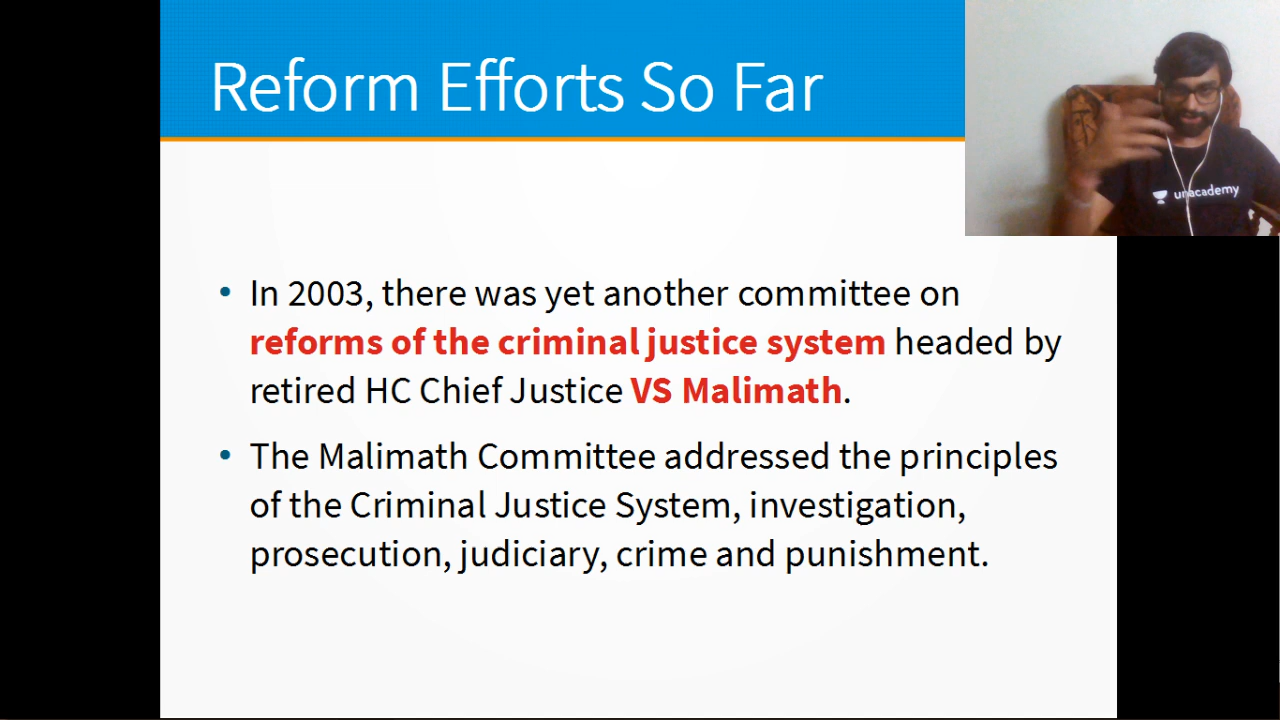 Reform Efforts So Far
unacademy
In 2003, there was yet another committee on
reforms of the criminal justice system headed by
retired HC Chief Justice VS Malimath.
The Malimath Committee addressed the principles
of the Criminal Justice System, investigation,
prosecution, judiciary, crime and punishment.